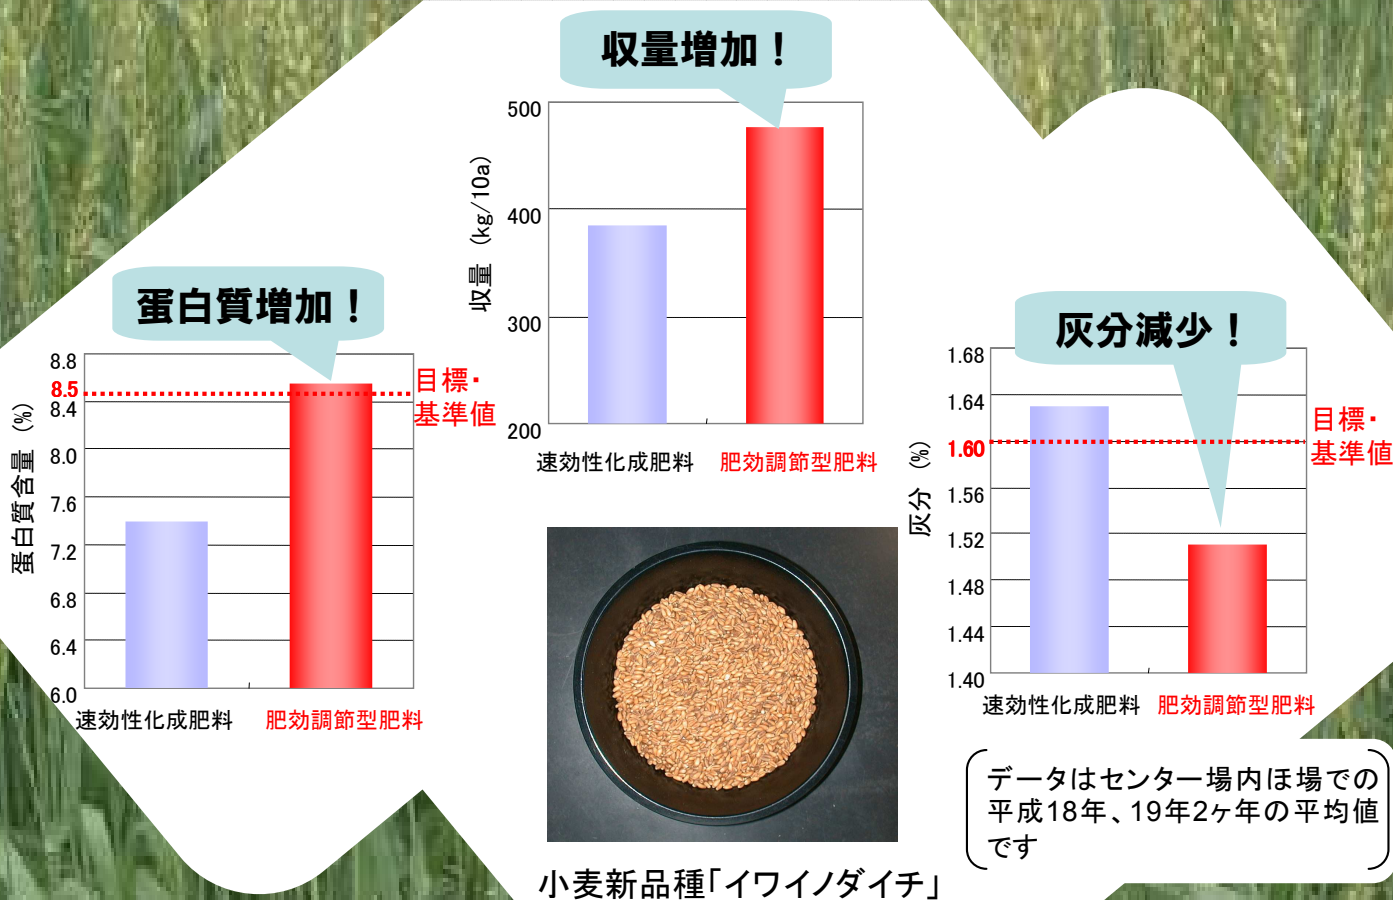 収量増加！
500
400
300
200
収量 (kg/10a)
速効性化成肥料
肥効調節型肥料
蛋白質増加！
8.8
8.5
8.4
8.0
7.6
7.2
6.8
6.4
6.0
蛋白質含量 (%)
目標・
基準値
速効性化成肥料
肥効調節型肥料
灰分減少！
1.68
1.64
1.60
1.56
1.52
1.48
1.44
1.40
灰分 (%)
目標・
基準値
速効性化成肥料
肥効調節型肥料
データはセンター場内ほ場での
平成18年、19年2ヶ年の平均値
です
小麦新品種「イワイノダイチ」